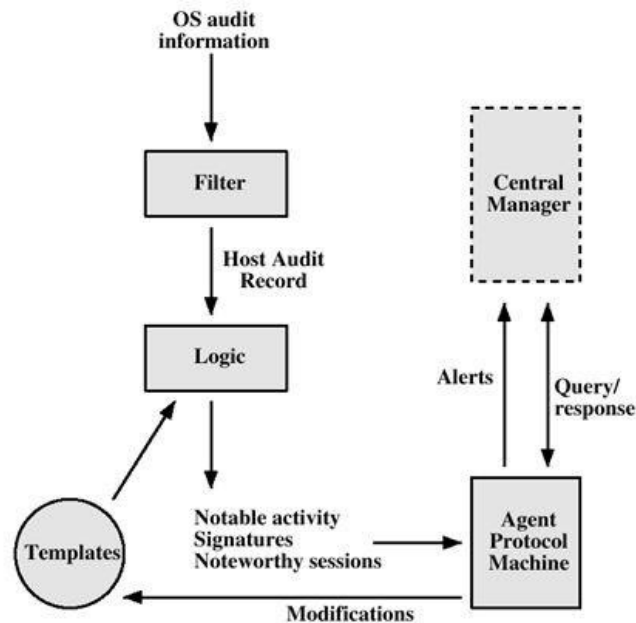 OS audit
information
Filter
Central
Manager
Host Audit
Record
Logic
Alerts
Query/
response
Templates
Notable activity
Signatures
Noteworthy sessions
Agent
Protocol
Machine
Modifications